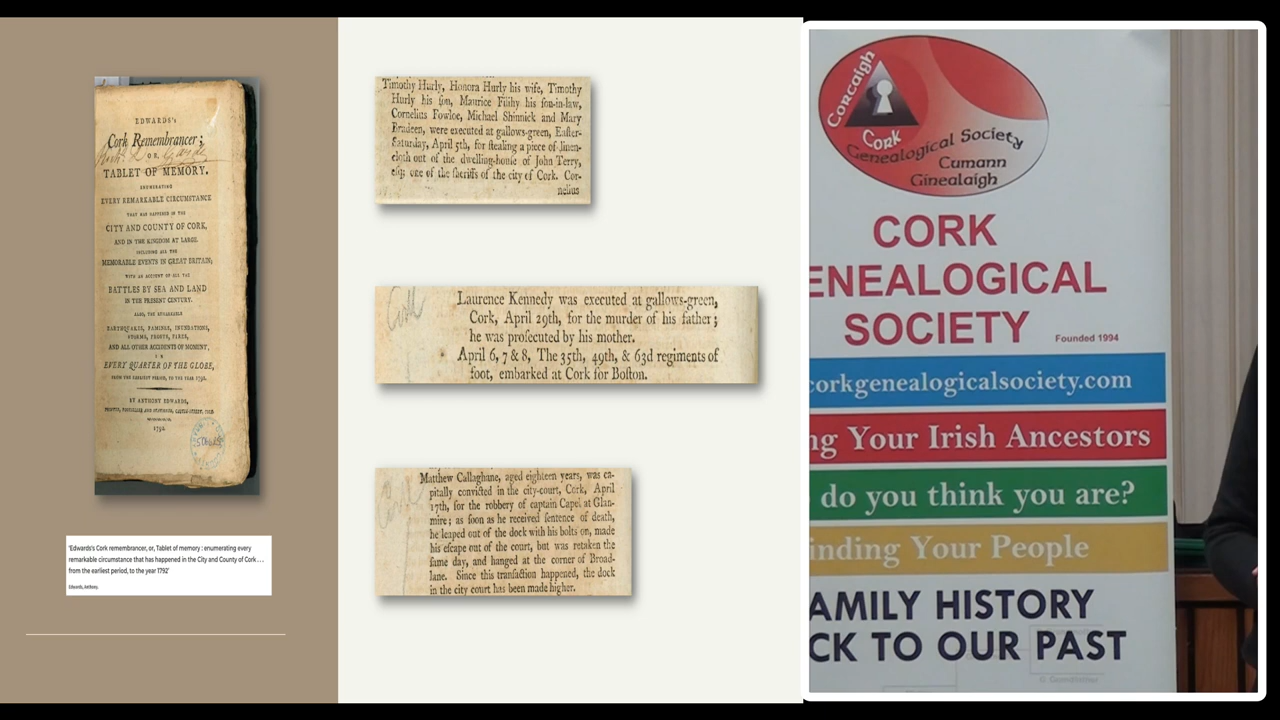 EDWARDS's
Cork Remembrancer;
OR,
TABLET OF MEMORY.
ENUMERATING
EVERY REMARKABLE CIRCUMSTANCE
THAT HAS HAPPENED IN THE
CITY AND COUNTY OF CORK,
AND IN THE KINGDOM AT LARGE.
INCLUDING ALL THE
MEMORABLE EVENTS IN GREAT BRITAIN;
WITH AN ACCOUNT OF ALL THE
BATTLES BY SEA AND LAND
IN THE PRESENT CENTURY.
ALSO, THE REMARKABLE
EARTHQUAKES, FAMINES, INUNDATIONS,
STORMS, FROSTS, FIRES,
AND ALL OTHER ACCIDENTS OF MOMENT,
IN
EVERY QUARTER OF THE GLOBE,
FROM THE EARLIEST PERIOD, TO THE YEAR 1792.
BY ANTHONY EDWARDS,
1792
'Edwards's Cork remembrancer, or, Tablet of memory : enumerating every
remarkable circumstance that has happened in the City and County of Cork . . .
from the earliest period, to the year 1792'
Edwards, Anthony.
Timothy Hurly, Honora Hurly his wife, Timothy
Hurly his son, Maurice Filihy his son-in-law,
Cornelius Fowloe, Michael Shinnick and Mary
Bradeen, were executed at gallows-green, Easter-
Saturday, April 5th, for stealing a piece of linen-
cloth out of the dwelling-house of John Terry,
esq; one of the sheriffs of the city of Cork. Cor-
nelius
Cork
Laurence Kennedy was executed at gallows-green,
Cork, April 29th, for the murder of his father;
he was prosecuted by his mother.
April 6, 7 & 8, The 35th, 49th, & 63d regiments of
foot, embarked at Cork for Boston.
Matthew Callaghane, aged eighteen years, was ca-
pitally convicted in the city-court, Cork, April
17th, for the robbery of captain Capel at Glan-
mire; as soon as he received sentence of death,
he leaped out of the dock with his bolts on, made
his escape out of the court, but was retaken the
same day, and hanged at the corner of Broad-
lane. Since this transaction happened, the dock
in the city court has been made higher.
Corcaigh
Cork
Genealogical Society
Cumann
Ginealaigh
CORK
ENEALOGICAL
SOCIETY
Founded 1994
corkgenealogicalsociety.com
ng Your Irish Ancestors
do you think you are?
inding Your People
AMILY HISTORY
CK TO OUR PAST